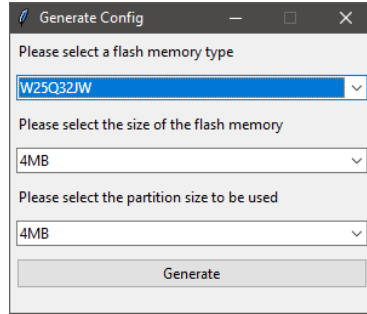 Generate Config
Please select a flash memory type
W25Q32JW
Please select the size of the flash memory
4MB
Please select the partition size to be used
4MB
Generate